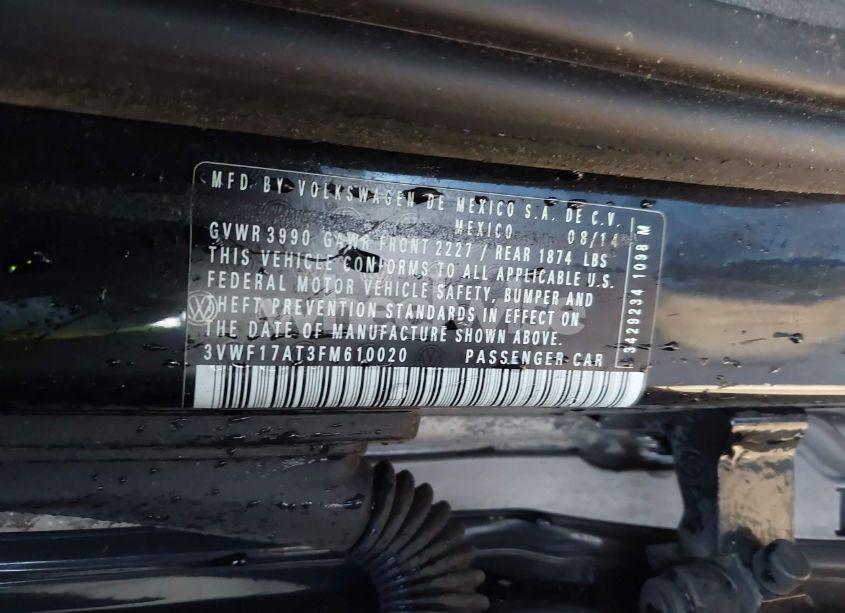 MFD BY VOLKSWAGEN DE MEXICO S.A. DE C.V.
MEXICO 08/14
GVWR 3990 GAWR FRONT 2227 / REAR 1874 LBS
THIS VEHICLE CONFORMS TO ALL APPLICABLE U.S.
FEDERAL MOTOR VEHICLE SAFETY, BUMPER AND
THEFT PREVENTION STANDARDS IN EFFECT ON
THE DATE OF MANUFACTURE SHOWN ABOVE.
3VWF17AT3FM610020 PASSENGER CAR
3429234 1098 M